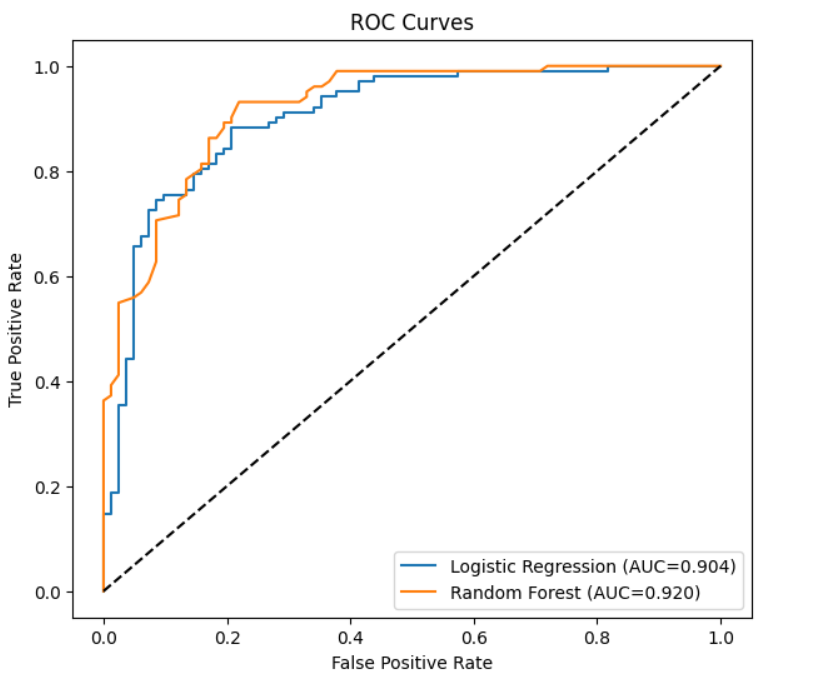 ROC Curves
True Positive Rate
1.0
0.8
0.6
0.4
0.2
0.0
Logistic Regression (AUC=0.904)
Random Forest (AUC=0.920)
0.0 0.2 0.4 0.6 0.8 1.0
False Positive Rate